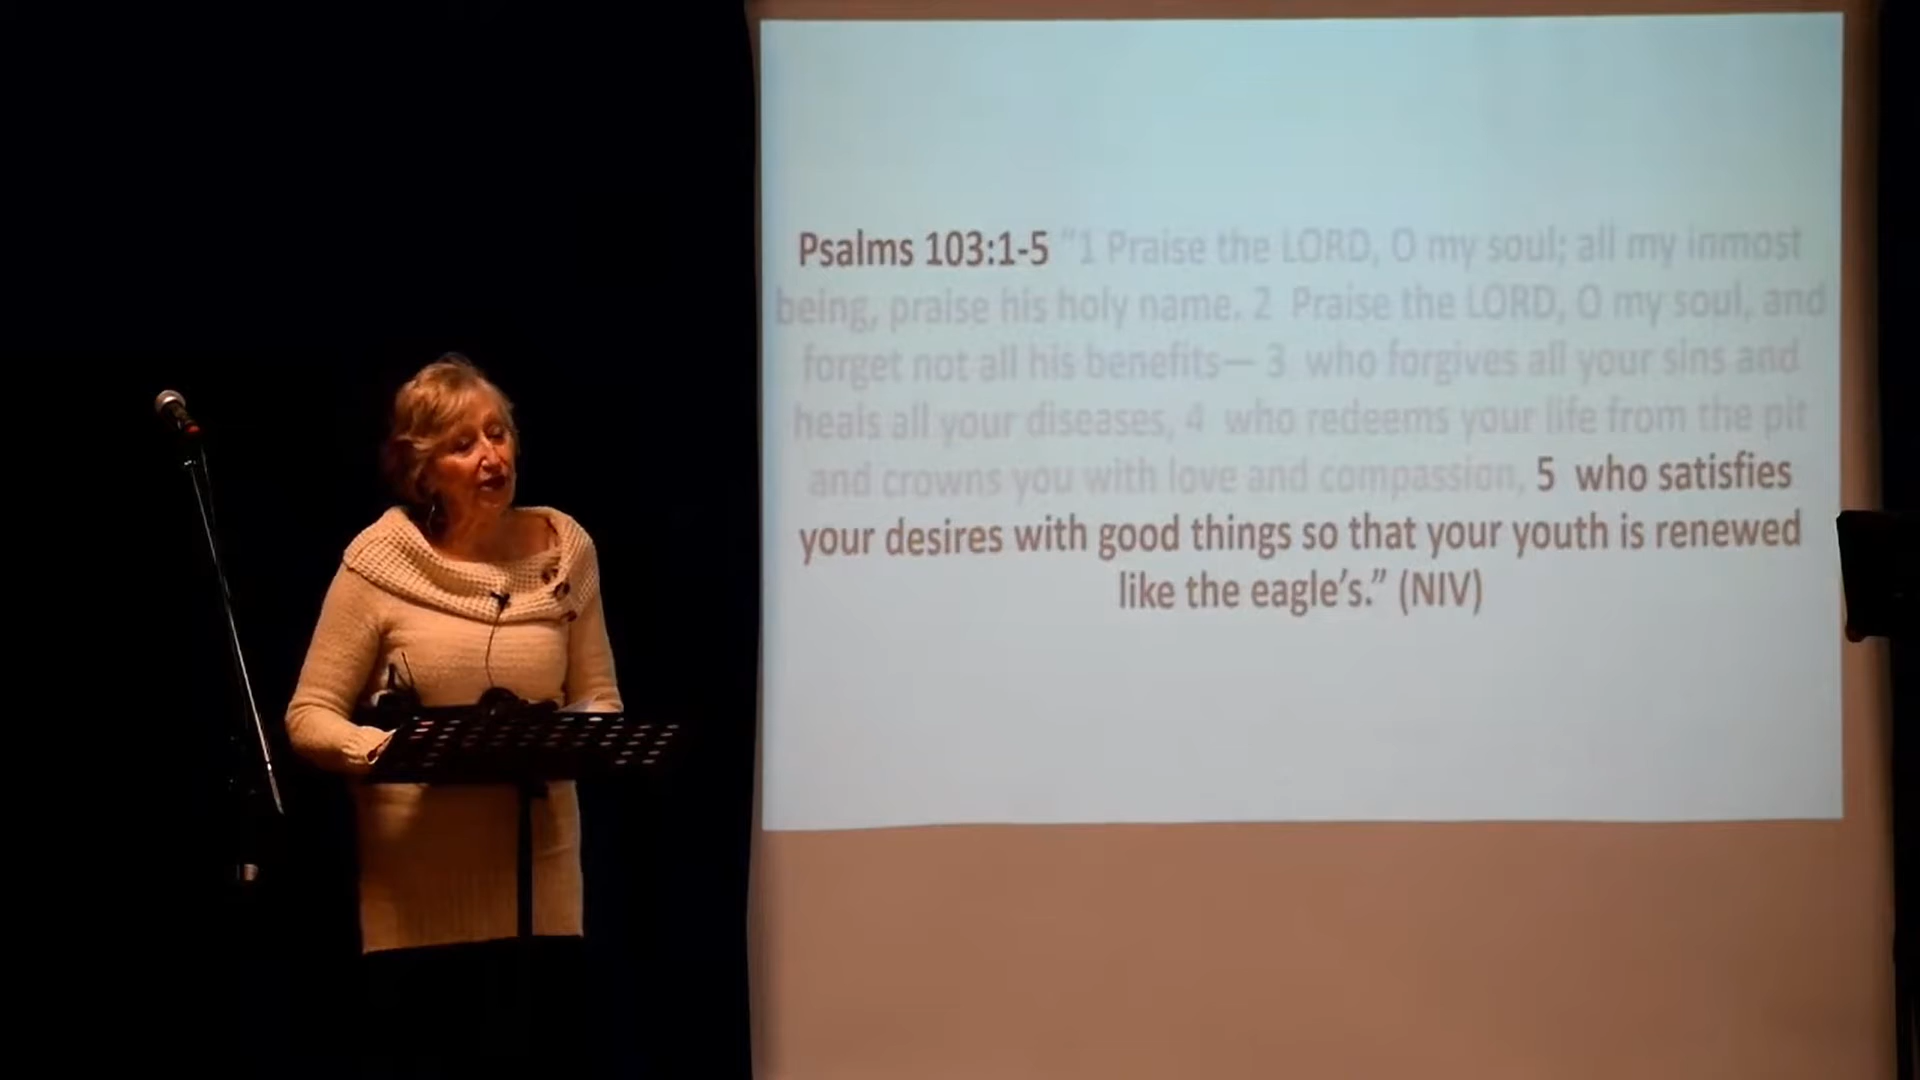 Psalms 103:1-5 "1 Praise the LORD, O my soul; all my inmost
being, praise his holy name. 2 Praise the LORD, O my soul, and
forget not all his benefits— 3 who forgives all your sins and
heals all your diseases, 4 who redeems your life from the pit
and crowns you with love and compassion, 5 who satisfies
your desires with good things so that your youth is renewed
like the eagle’s.” (NIV)